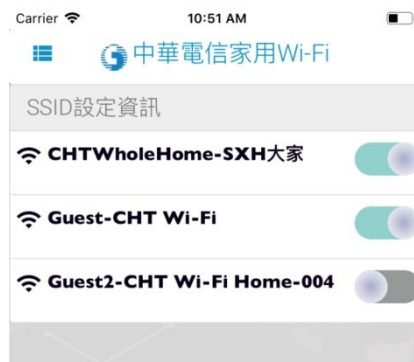 Carrier 10:51 AM
中華電信家用Wi-Fi
SSID設定資訊
CHTWholeHome-SXH大家
Guest-CHT Wi-Fi
Guest2-CHT Wi-Fi Home-004